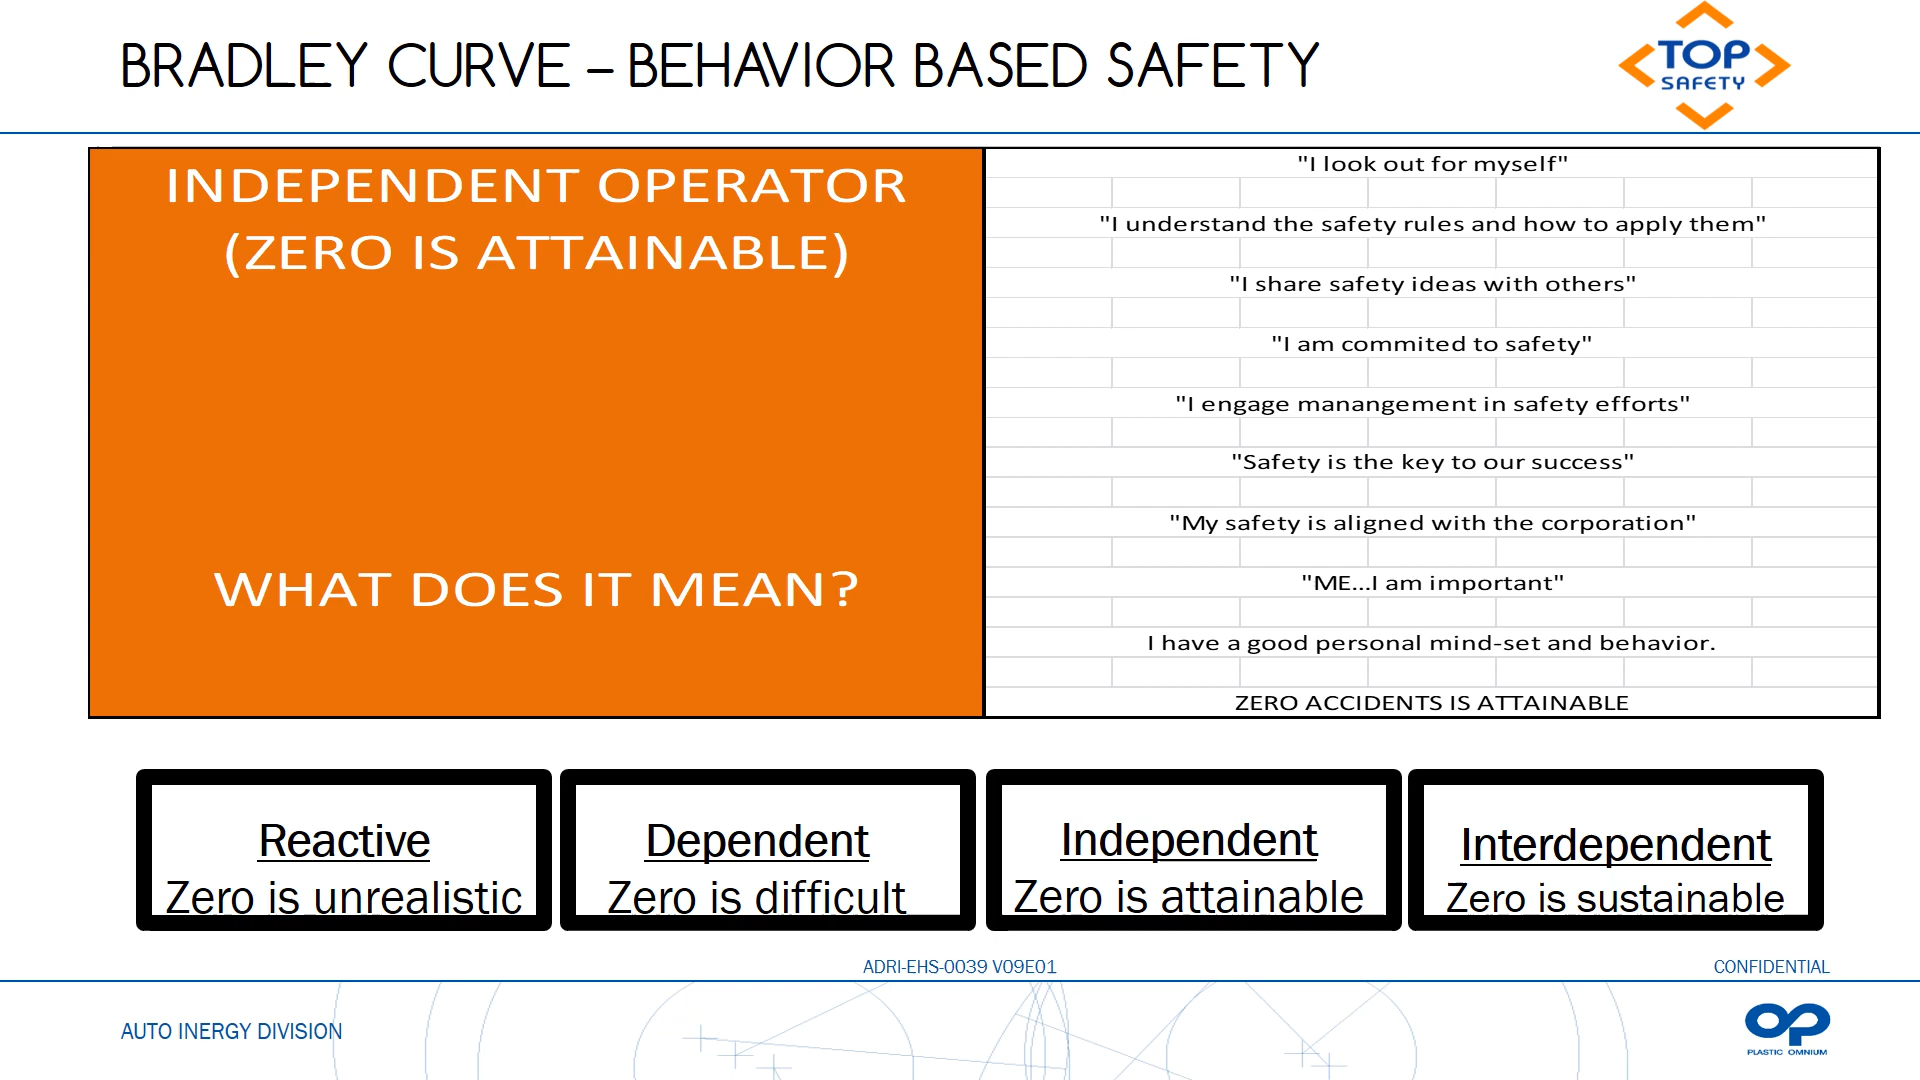 BRADLEY CURVE – BEHAVIOR BASED SAFETY
TOP
SAFETY
INDEPENDENT OPERATOR
(ZERO IS ATTAINABLE)
WHAT DOES IT MEAN?
"I look out for myself"
"I understand the safety rules and how to apply them"
"I share safety ideas with others"
"I am commited to safety"
"I engage manangement in safety efforts"
"Safety is the key to our success"
"My safety is aligned with the corporation"
"ME...I am important"
I have a good personal mind-set and behavior.
ZERO ACCIDENTS IS ATTAINABLE
Reactive
Zero is unrealistic
Dependent
Zero is difficult
Independent
Zero is attainable
Interdependent
Zero is sustainable
ADRI-EHS-0039 V09E01
CONFIDENTIAL
AUTO INERGY DIVISION
PLASTIC OMNIUM